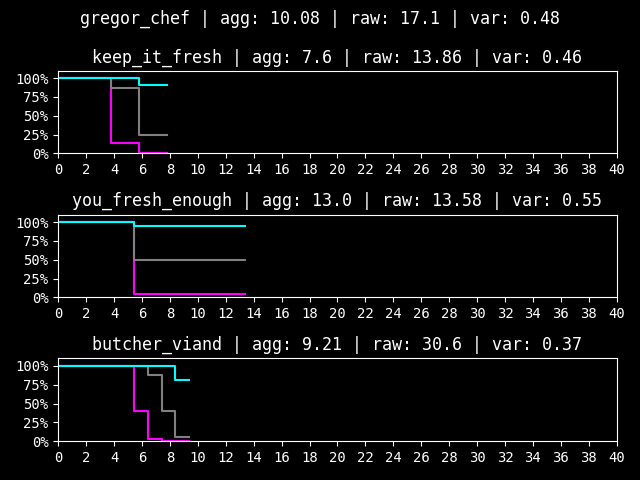 gregor_chef | agg: 10.08 | raw: 17.1 | var: 0.48
keep_it_fresh | agg: 7.6 | raw: 13.86 | var: 0.46
100%
75%
50%
25%
0%
0 2 4 6 8 10 12 14 16 18 20 22 24 26 28 30 32 34 36 38 40
you_fresh_enough | agg: 13.0 | raw: 13.58 | var: 0.55
100%
75%
50%
25%
0%
0 2 4 6 8 10 12 14 16 18 20 22 24 26 28 30 32 34 36 38 40
butcher_viand | agg: 9.21 | raw: 30.6 | var: 0.37
100%
75%
50%
25%
0%
0 2 4 6 8 10 12 14 16 18 20 22 24 26 28 30 32 34 36 38 40